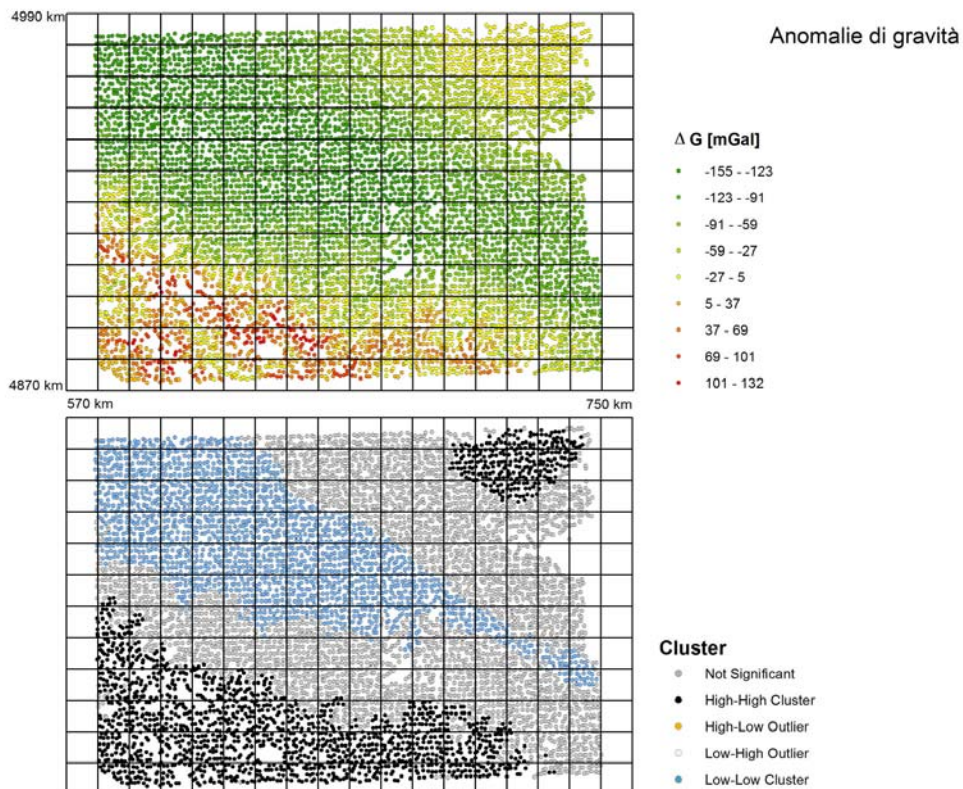 4990 km
Anomalie di gravità
Δ G [mGal]
-155 - -123
-123 - -91
-91 - -59
-59 - -27
-27 - 5
5 - 37
37 - 69
69 - 101
101 - 132
4870 km
570 km
750 km
Cluster
Not Significant
High-High Cluster
High-Low Outlier
Low-High Outlier
Low-Low Cluster